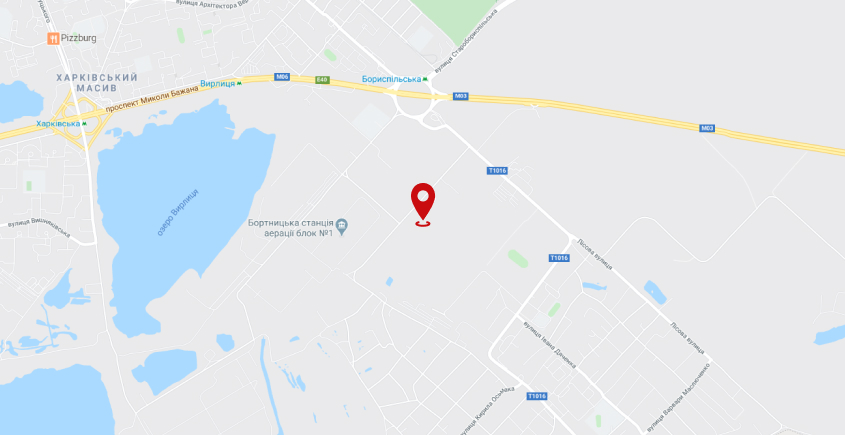 вулиця Архітектора Вер
Pizzburg
вулиця Старобориспільська
ХАРКІВСЬКИЙ
МАСИВ
Вирлиця
M06
E40
Бориспільська
M03
проспект Миколи Бажана
Харківська
M03
T1016
озеро Вирлиця
вулиця Вишняківська
Бортницька станція
аерації блок №1
T1016
Лісова вулиця
Лісова вулиця
вулиця Івана Дяченка
вулиця Варвари Маслюченко
T1016
вулиця Кирила